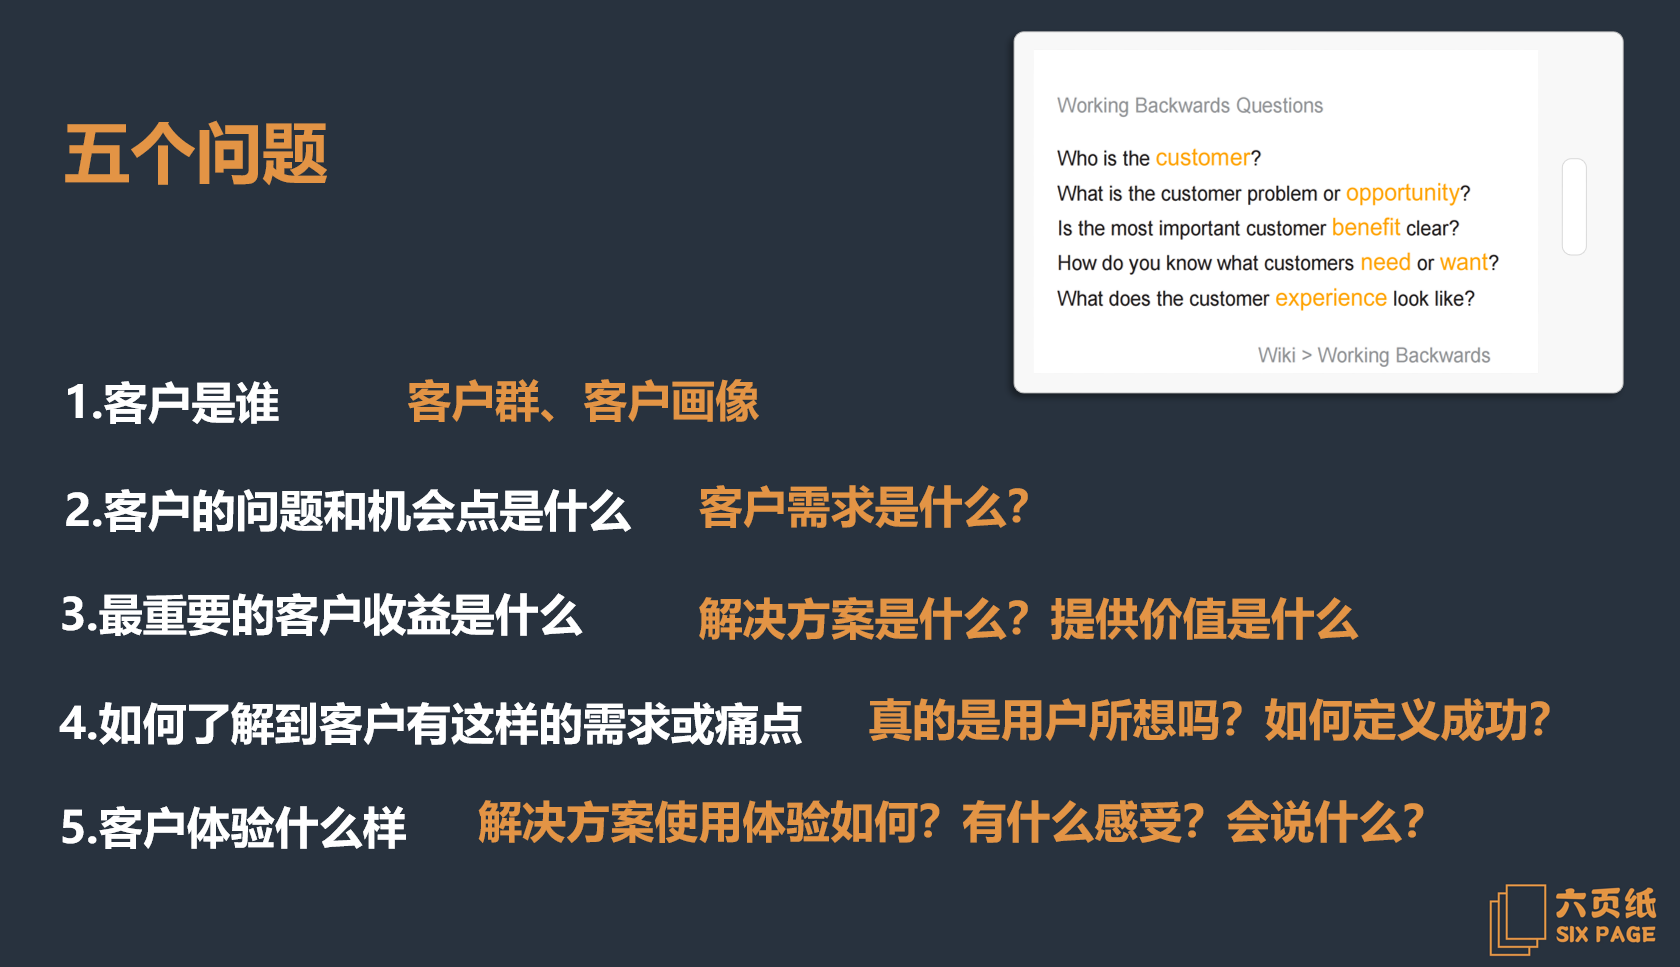 五个问题
Working Backwards Questions
Who is the customer?
What is the customer problem or opportunity?
Is the most important customer benefit clear?
How do you know what customers need or want?
What does the customer experience look like?
Wiki > Working Backwards
1.客户是谁 客户群、客户画像
2.客户的问题和机会点是什么 客户需求是什么?
3.最重要的客户收益是什么 解决方案是什么? 提供价值是什么
4.如何了解到客户有这样的需求或痛点 真的是用户所想吗? 如何定义成功?
5.客户体验什么样 解决方案使用体验如何? 有什么感受? 会说什么?
六页纸
SIX PAGE